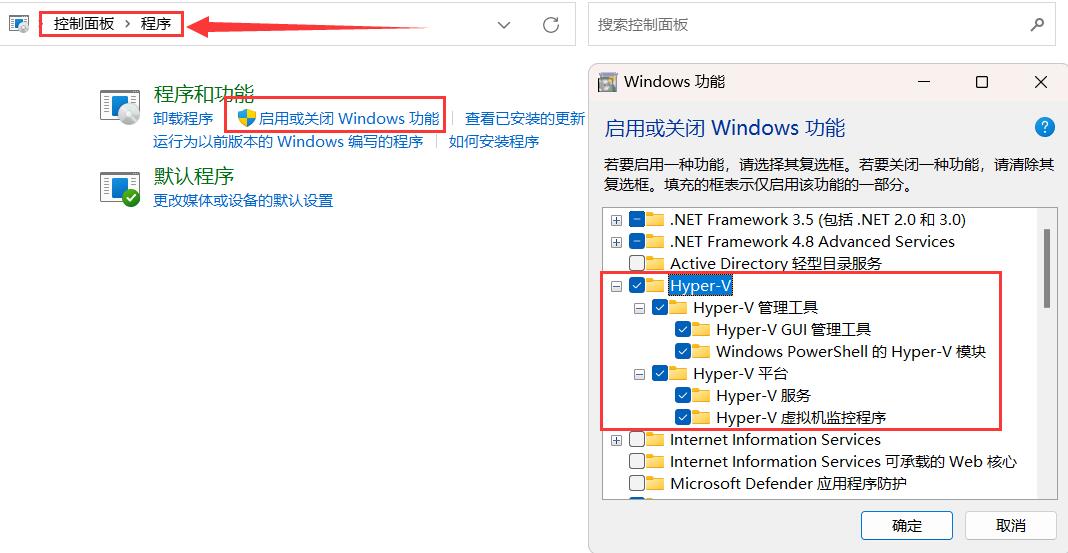 控制面板 › 程序
搜索控制面板
程序和功能
卸载程序
启用或关闭 Windows 功能
查看已安装的更新
运行为以前版本的 Windows 编写的程序
如何安装程序
默认程序
更改媒体或设备的默认设置
Windows 功能
启用或关闭 Windows 功能
?
若要启用一种功能，请选择其复选框。若要关闭一种功能，请清除其
复选框。填充的框表示仅启用该功能的一部分。
.NET Framework 3.5 (包括 .NET 2.0 和 3.0)
.NET Framework 4.8 Advanced Services
Active Directory 轻型目录服务
Hyper-V
Hyper-V 管理工具
Hyper-V GUI 管理工具
Windows PowerShell 的 Hyper-V 模块
Hyper-V 平台
Hyper-V 服务
Hyper-V 虚拟机监控程序
Internet Information Services
Internet Information Services 可承载的 Web 核心
Microsoft Defender 应用程序防护
确定
取消